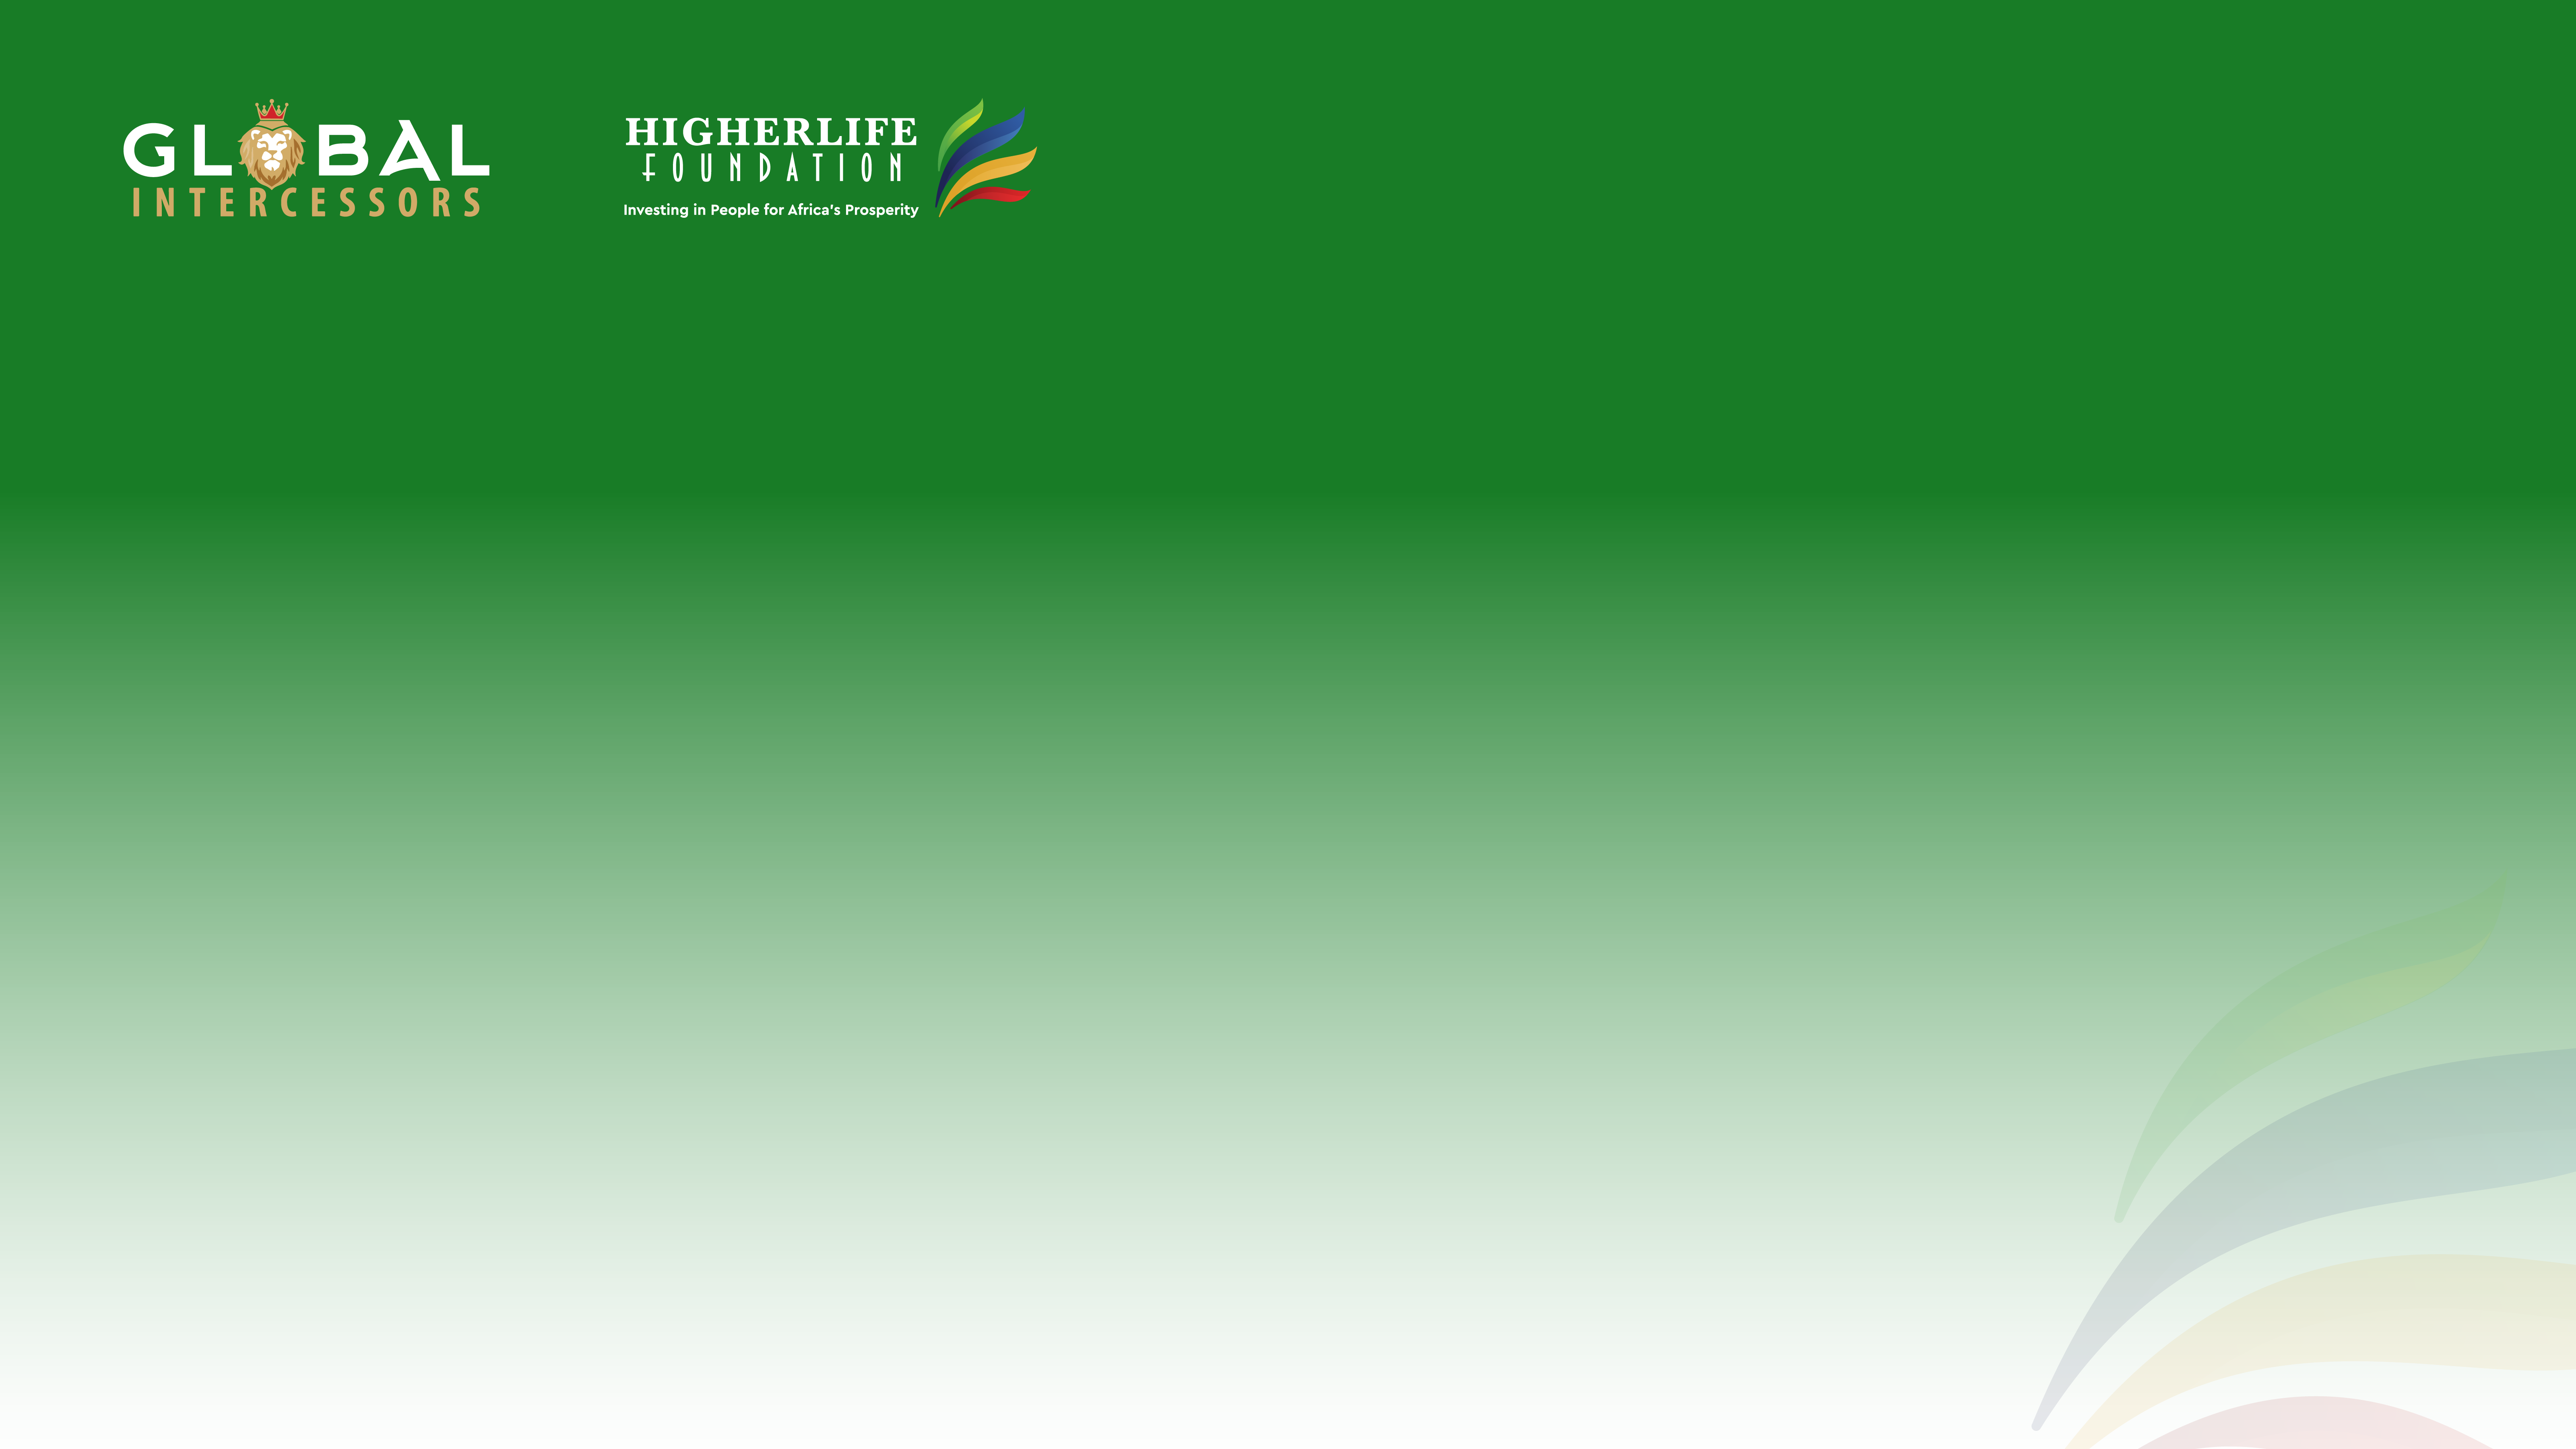 GLOBAL
INTERCESSORS
HIGHERLIFE
FOUNDATION
Investing in People for Africa's Prosperity